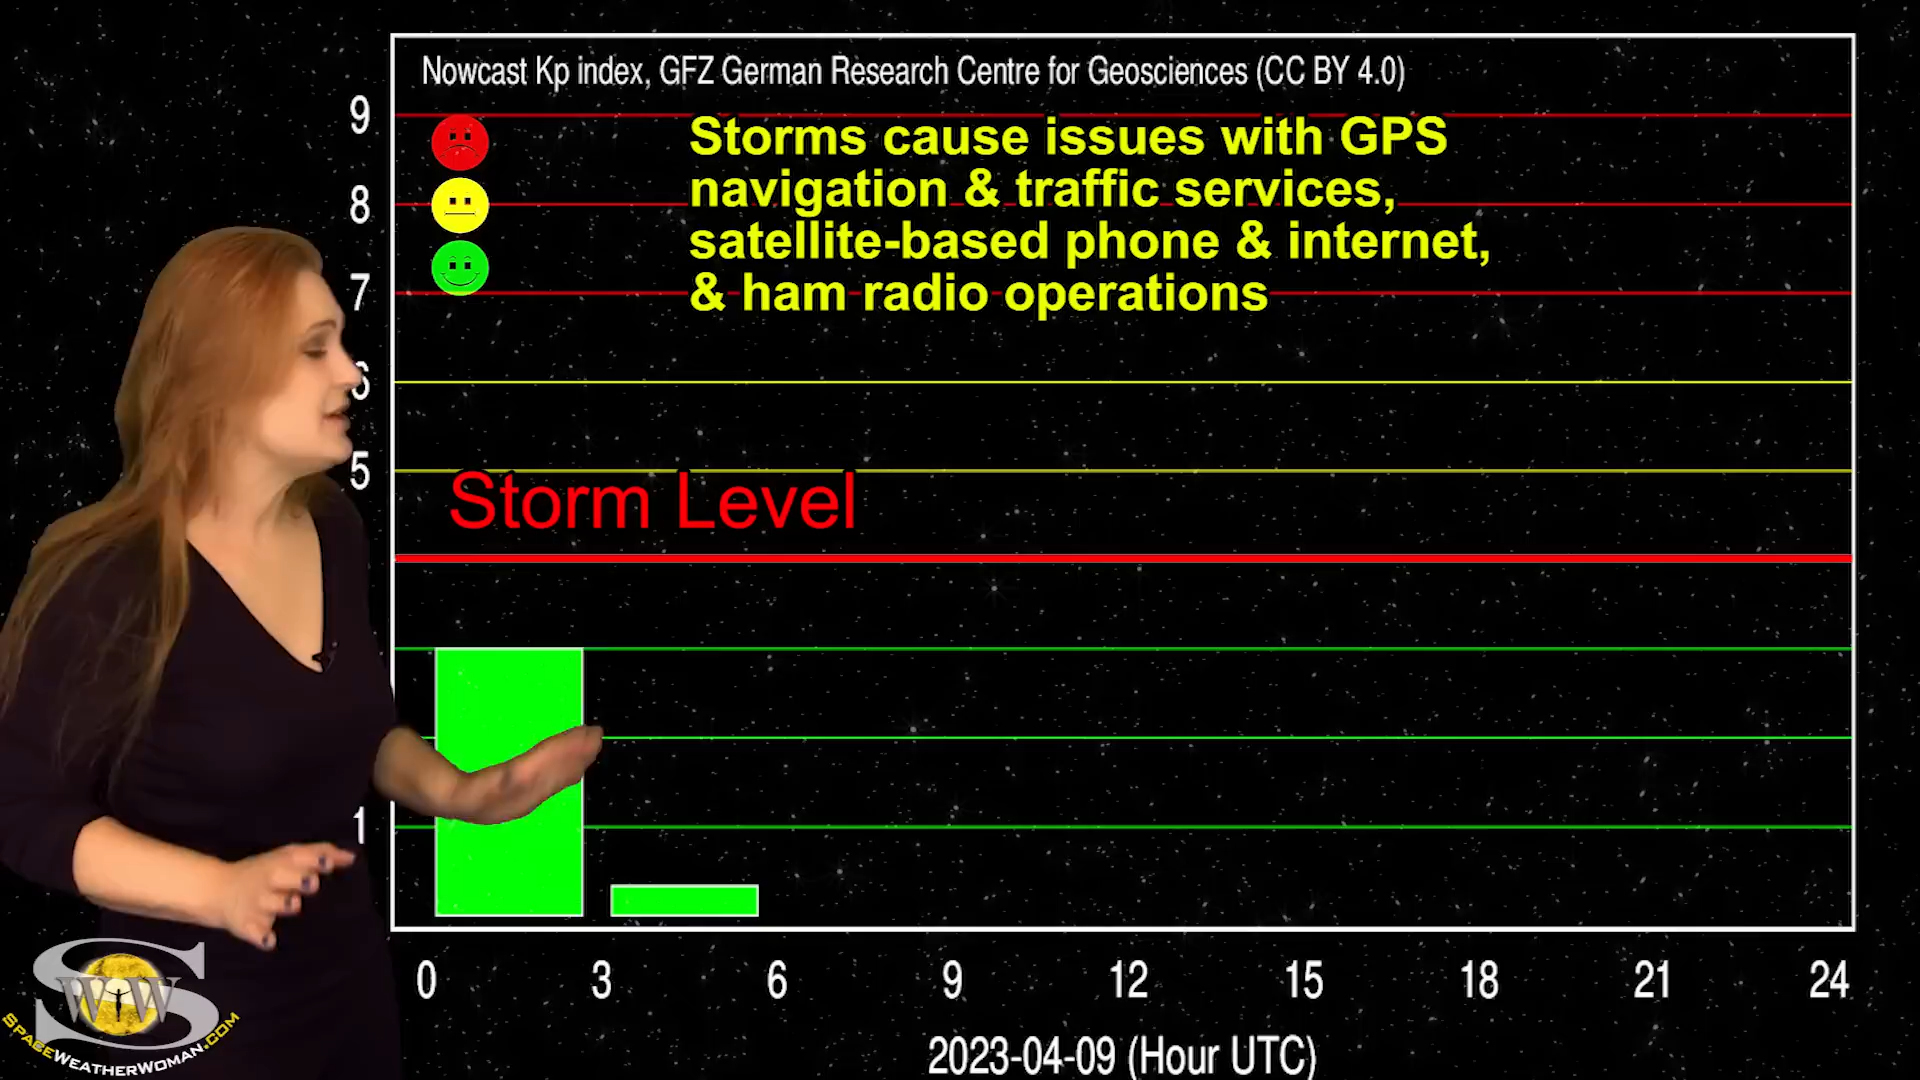 Nowcast Kp index, GFZ German Research Centre for Geosciences (CC BY 4.0)
9
8
7
6
5
1
Storms cause issues with GPS
navigation & traffic services,
satellite-based phone & internet,
& ham radio operations
Storm Level
0 3 6 9 12 15 18 21 24
2023-04-09 (Hour UTC)
SWW
SPACEWEATHERWOMAN.COM